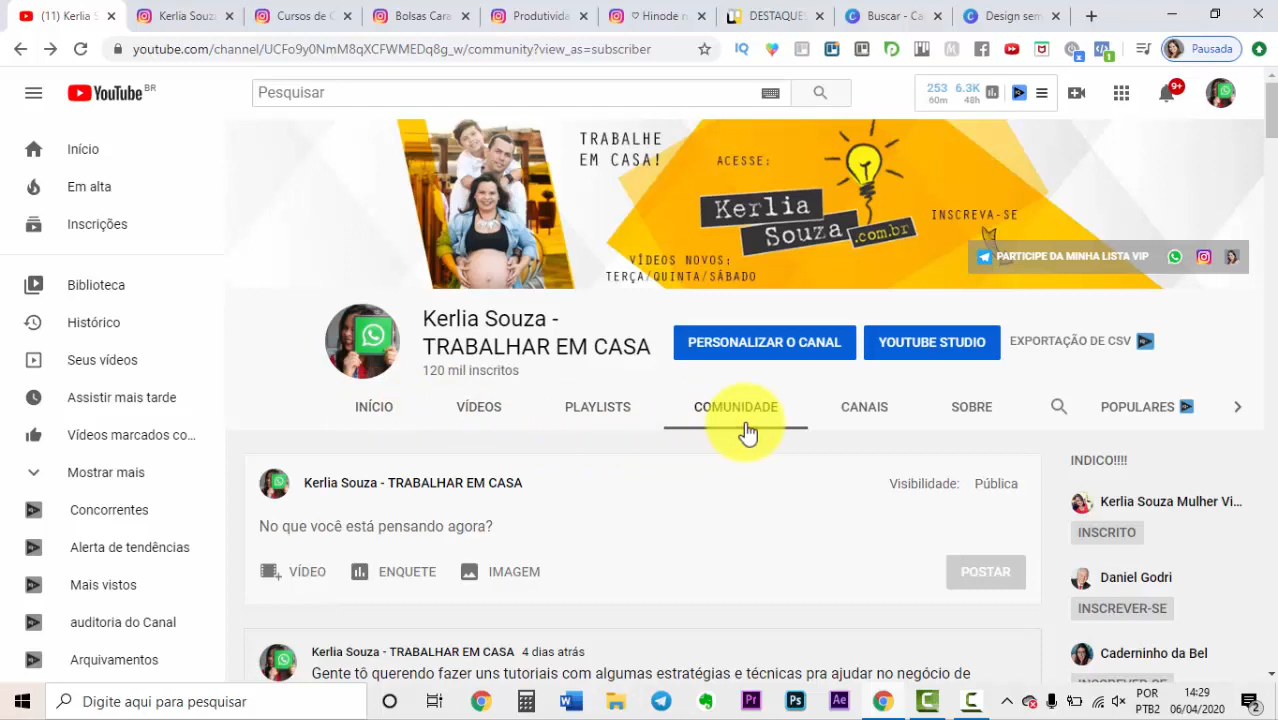 (11) Kerli
Kerlia Souza
Cursos de C
Bolsas Cara
Produtivida
♡ Hinode
DESTAQUES
Buscar - Ca
Design sem
youtube.com/channel/UCFo9y0NmM8qXCFWMEDq8g_w/community?view_as=subscriber
Pausada
YouTube BR
Pesquisar
253 6.3K
60m 48h
9+
Início
Em alta
Inscrições
Biblioteca
Histórico
Seus vídeos
Assistir mais tarde
Vídeos marcados co...
Mostrar mais
Concorrentes
Alerta de tendências
Mais vistos
auditoria do Canal
Arquivamentos
TRABALHE
EM CASA!
ACESSE:
Kerlia
Souza .com.br
INSCREVA-SE
VÍDEOS NOVOS:
TERÇA/QUINTA/SÁBADO
PARTICIPE DA MINHA LISTA VIP
Kerlia Souza -
TRABALHAR EM CASA
120 mil inscritos
PERSONALIZAR O CANAL
YOUTUBE STUDIO
EXPORTAÇÃO DE CSV
INÍCIO
VÍDEOS
PLAYLISTS
COMUNIDADE
CANAIS
SOBRE
POPULARES
Kerlia Souza - TRABALHAR EM CASA
Visibilidade: Pública
No que você está pensando agora?
VÍDEO
ENQUETE
IMAGEM
POSTAR
Kerlia Souza - TRABALHAR EM CASA 4 dias atrás
Gente tô querendo fazer uns tutoriais com algumas estratégias e técnicas pra ajudar no negócio de
INDICO!!!!
Kerlia Souza Mulher Vi...
INSCRITO
Daniel Godri
INSCREVER-SE
Caderninho da Bel
Digite aqui para pesquisar
POR
PTB2
14:29
06/04/2020
2